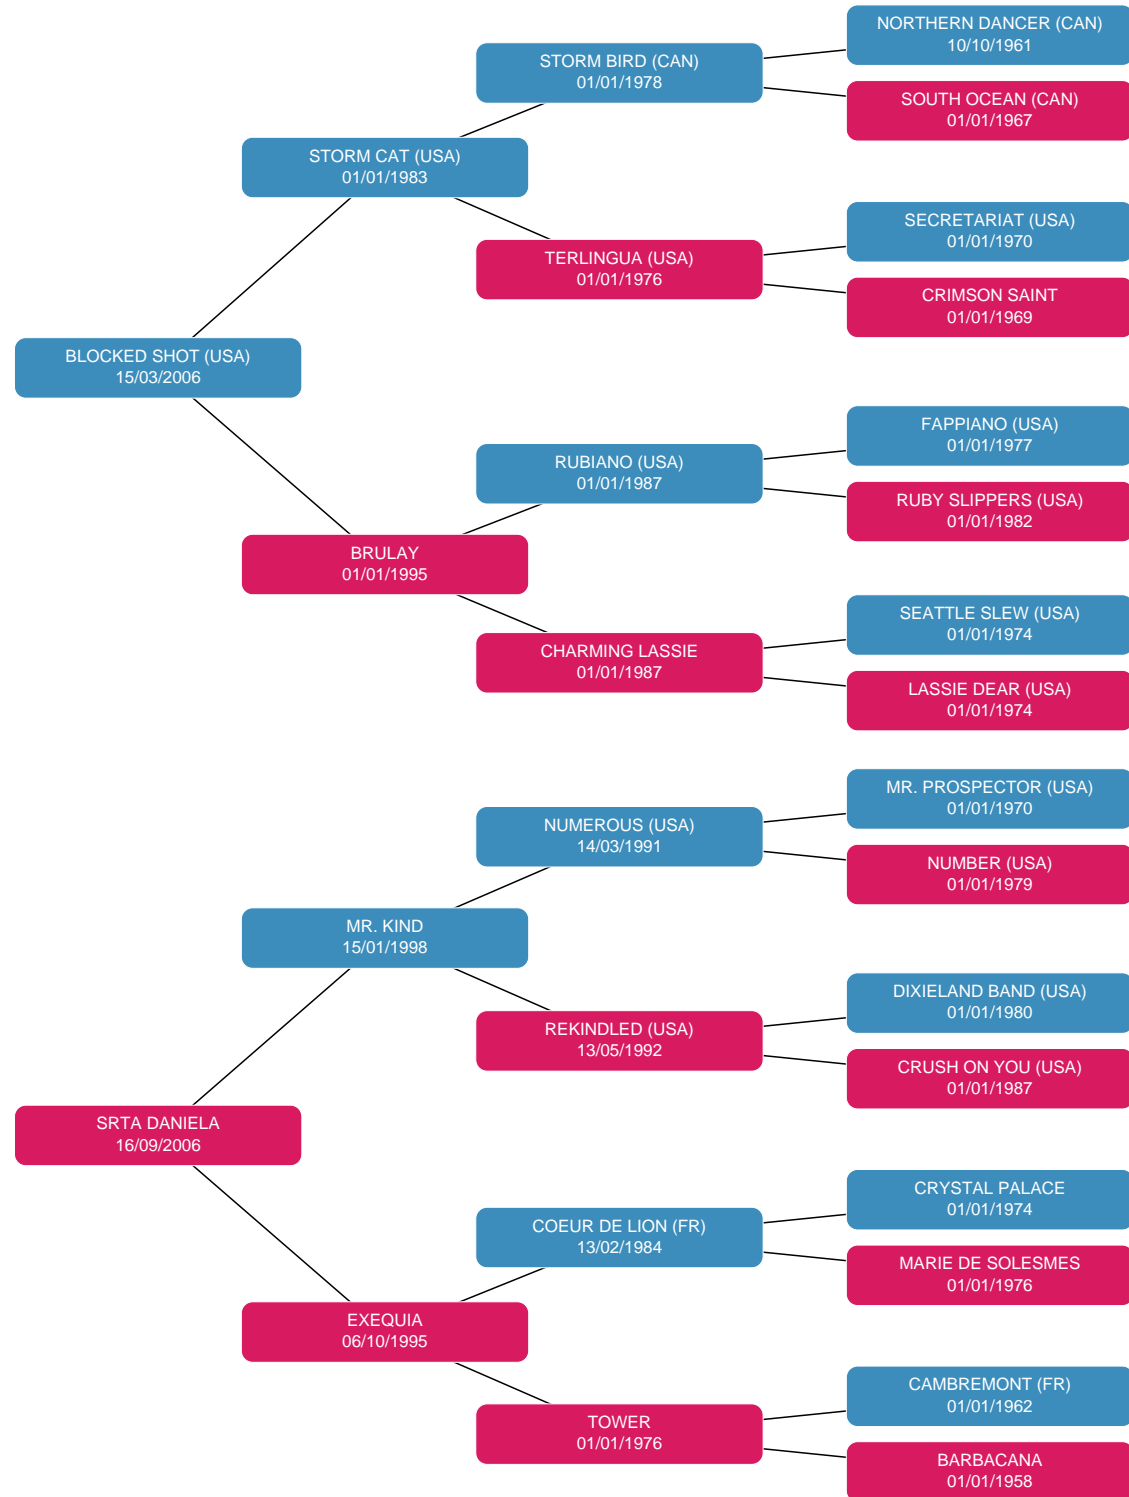 NORTHERN DANCER (CAN)
10/10/1961
STORM BIRD (CAN)
01/01/1978
SOUTH OCEAN (CAN)
01/01/1967
STORM CAT (USA)
01/01/1983
SECRETARIAT (USA)
01/01/1970
TERLINGUA (USA)
01/01/1976
CRIMSON SAINT
01/01/1969
BLOCKED SHOT (USA)
15/03/2006
FAPPIANO (USA)
01/01/1977
RUBIANO (USA)
01/01/1987
RUBY SLIPPERS (USA)
01/01/1982
BRULAY
01/01/1995
SEATTLE SLEW (USA)
01/01/1974
CHARMING LASSIE
01/01/1987
LASSIE DEAR (USA)
01/01/1974
MR. PROSPECTOR (USA)
01/01/1970
NUMEROUS (USA)
14/03/1991
NUMBER (USA)
01/01/1979
MR. KIND
15/01/1998
DIXIELAND BAND (USA)
01/01/1980
REKINDLED (USA)
13/05/1992
CRUSH ON YOU (USA)
01/01/1987
SRTA DANIELA
16/09/2006
CRYSTAL PALACE
01/01/1974
COEUR DE LION (FR)
13/02/1984
MARIE DE SOLESMES
01/01/1976
EXEQUIA
06/10/1995
CAMBREMONT (FR)
01/01/1962
TOWER
01/01/1976
BARBACANA
01/01/1958